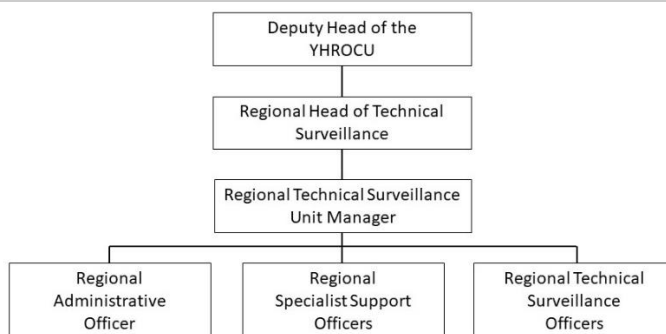 Deputy Head of the
YHROCU
Regional Head of Technical
Surveillance
Regional Technical Surveillance
Unit Manager
Regional
Administrative
Officer
Regional
Specialist Support
Officers
Regional Technical
Surveillance
Officers